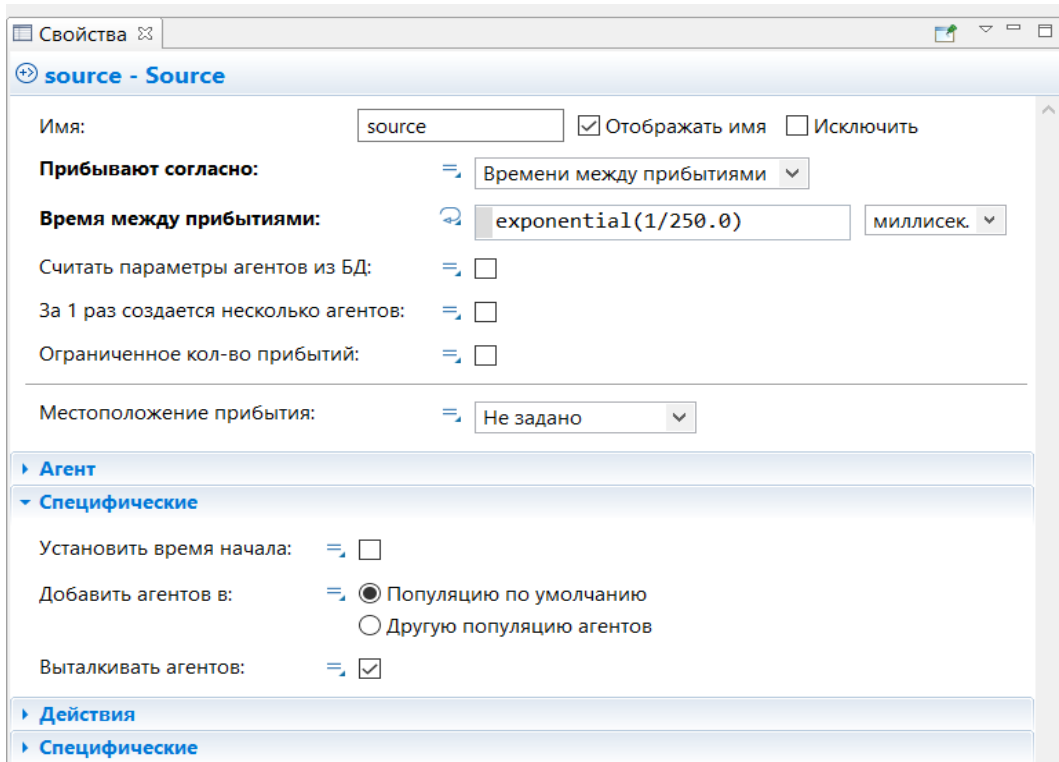 Свойства
source - Source
Имя: source Отображать имя Исключить
Прибывают согласно: Времени между прибытиями
Время между прибытиями: exponential(1/250.0) миллисек.
Считать параметры агентов из БД:
За 1 раз создается несколько агентов:
Ограниченное кол-во прибытий:
Местоположение прибытия: Не задано
Агент
Специфические
Установить время начала:
Добавить агентов в: Популяцию по умолчанию
Другую популяцию агентов
Выталкивать агентов:
Действия
Специфические